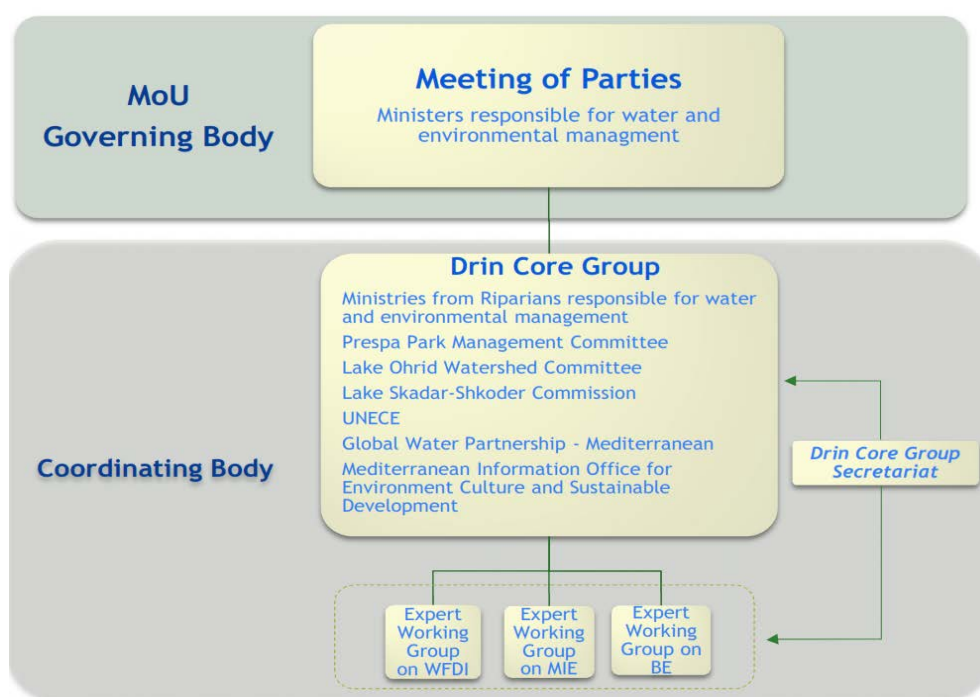 MoU
Governing Body
Meeting of Parties
Ministers responsible for water and
environmental managment
Drin Core Group
Ministries from Riparians responsible for water
and environmental management
Prespa Park Management Committee
Lake Ohrid Watershed Committee
Lake Skadar-Shkoder Commission
UNECE
Global Water Partnership - Mediterranean
Mediterranean Information Office for
Environment Culture and Sustainable
Development
Coordinating Body
Drin Core Group
Secretariat
Expert
Working
Group
on WFDI
Expert
Working
Group
on MIE
Expert
Working
Group on
BE